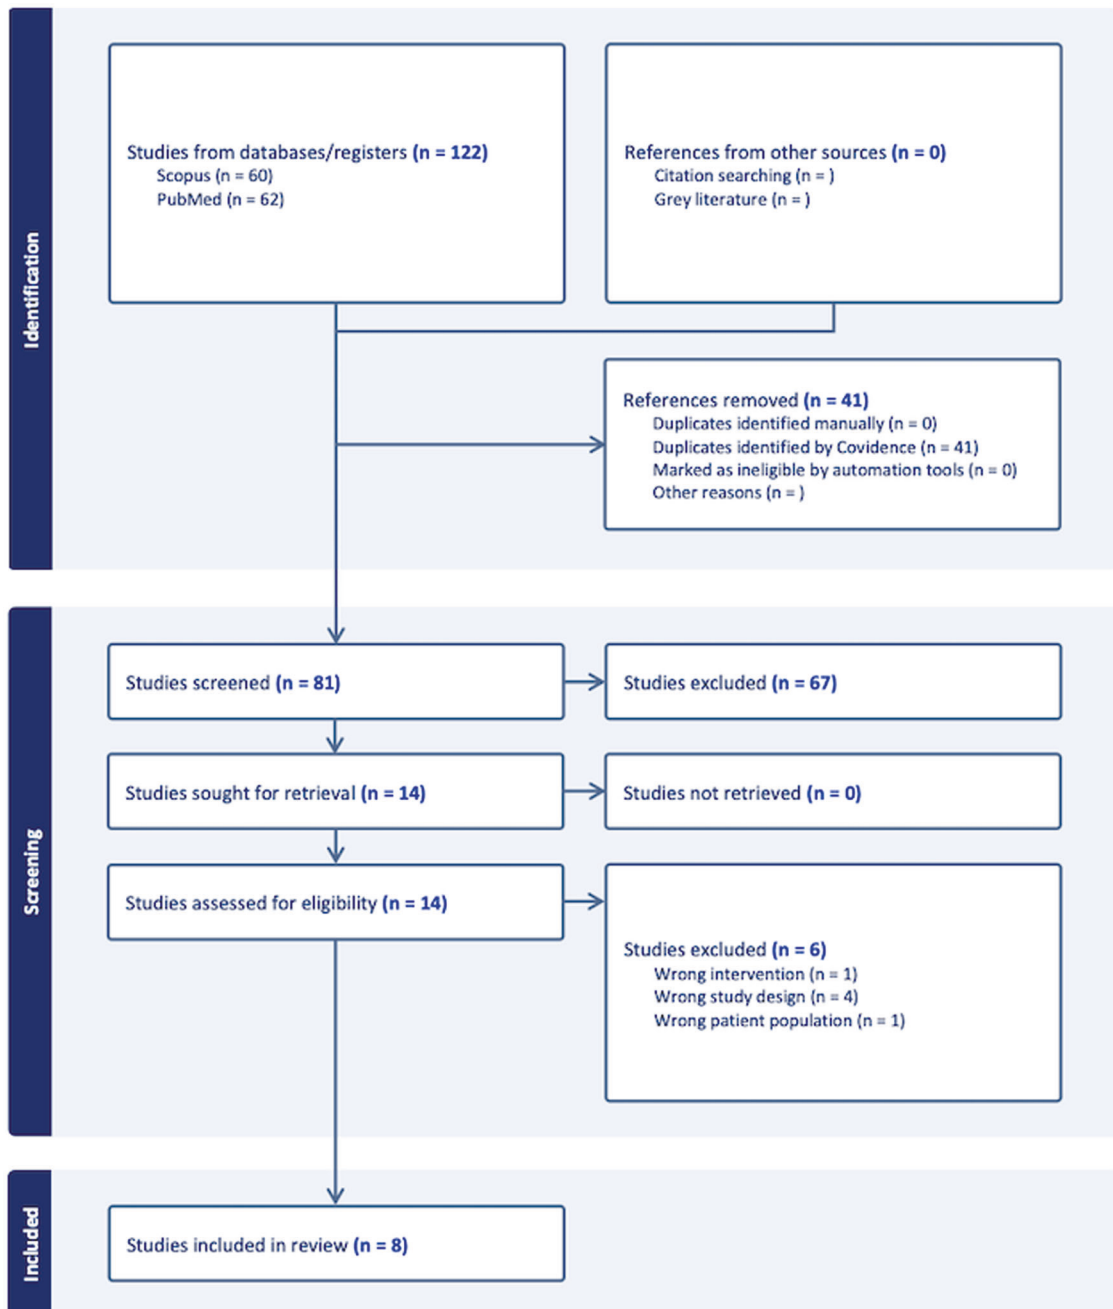 Identification
Studies from databases/registers (n = 122)
Scopus (n = 60)
PubMed (n = 62)
References from other sources (n = 0)
Citation searching (n = )
Grey literature (n = )
References removed (n = 41)
Duplicates identified manually (n = 0)
Duplicates identified by Covidence (n = 41)
Marked as ineligible by automation tools (n = 0)
Other reasons (n = )
Screening
Studies screened (n = 81)
Studies excluded (n = 67)
Studies sought for retrieval (n = 14)
Studies not retrieved (n = 0)
Studies assessed for eligibility (n = 14)
Studies excluded (n = 6)
Wrong intervention (n = 1)
Wrong study design (n = 4)
Wrong patient population (n = 1)
Included
Studies included in review (n = 8)